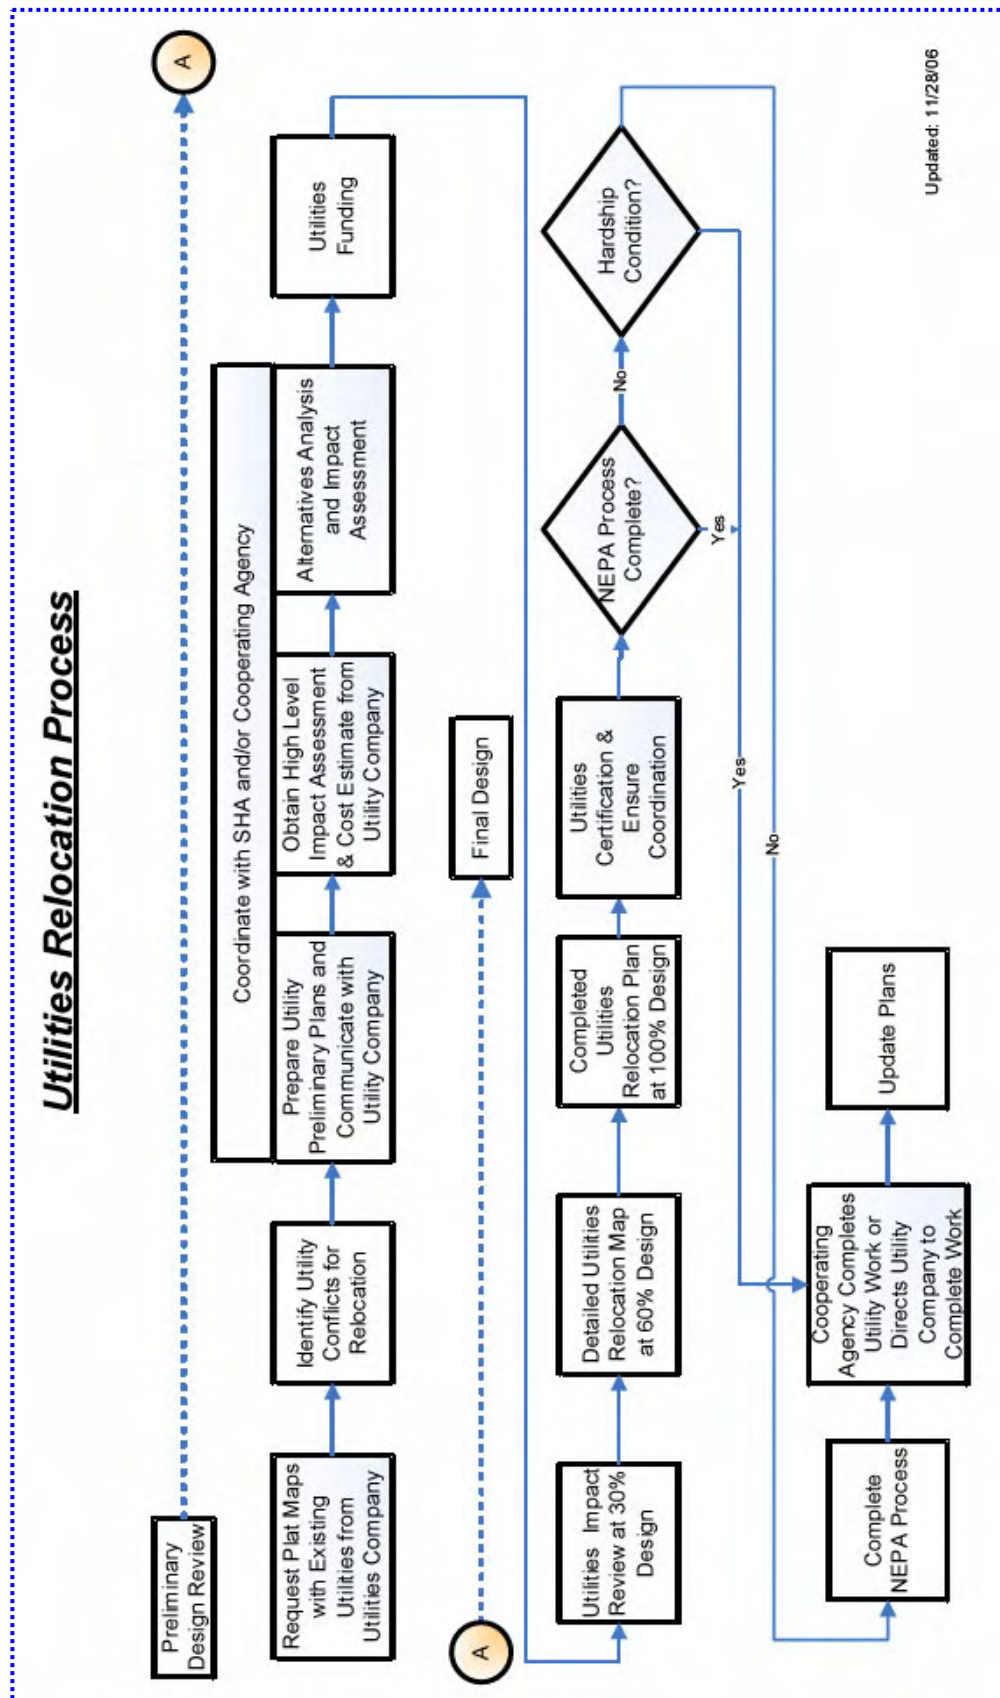 Utilities Relocation Process
Preliminary
Design Review
A
Coordinate with SHA and/or Cooperating Agency
Request Plat Maps
with Existing
Utilities from
Utilities Company
Identify Utility
Conflicts for
Relocation
Prepare Utility
Preliminary Plans and
Communicate with
Utility Company
Obtain High Level
Impact Assessment
& Cost Estimate from
Utility Company
Alternatives Analysis
and Impact
Assessment
Utilities
Funding
A
Final Design
Utilities Impact
Review at 30%
Design
Detailed Utilities
Relocation Map
at 60% Design
Completed
Utilities
Relocation Plan
at 100% Design
Utilities
Certification &
Ensure
Coordination
NEPA Process
Complete?
No
Hardship
Condition?
Yes
Yes
No
Complete
NEPA Process
Cooperating
Agency Completes
Utility Work or
Directs Utility
Company to
Complete Work
Update Plans
Updated: 11/28/06